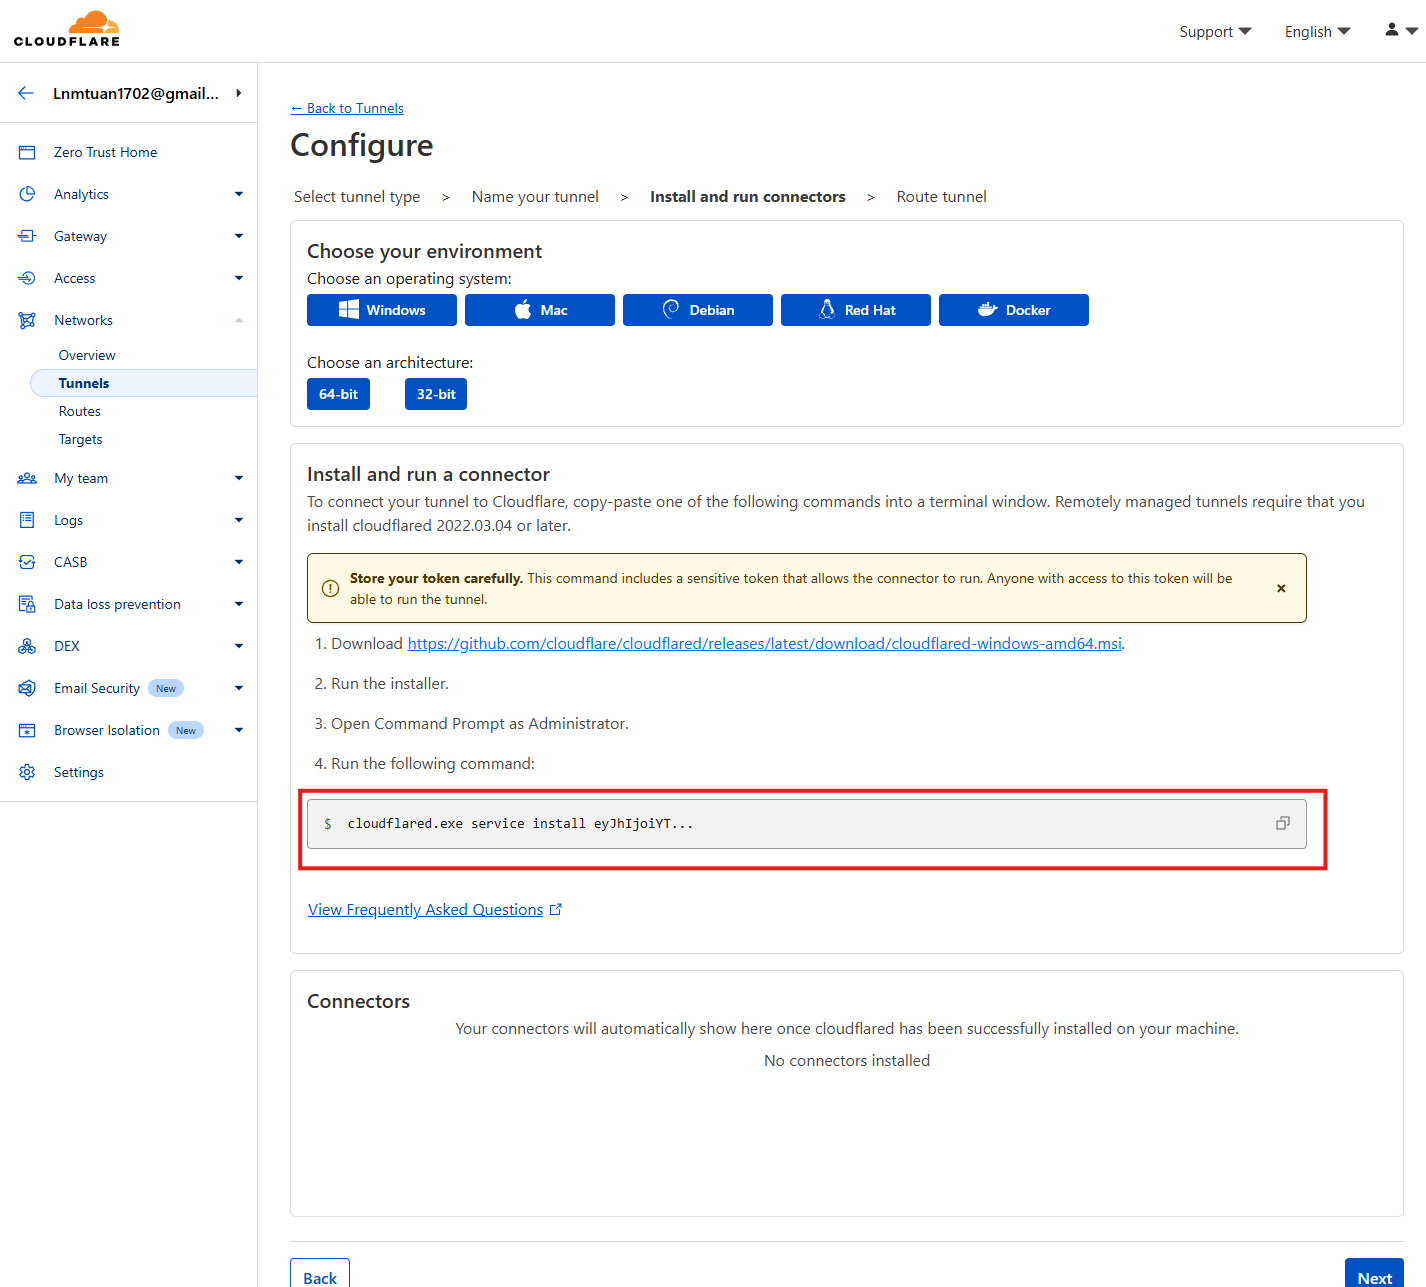 CLOUDFLARE
Support
English
Lnmtuan1702@gmail...
Zero Trust Home
Analytics
Gateway
Access
Networks
Overview
Tunnels
Routes
Targets
My team
Logs
CASB
Data loss prevention
DEX
Email Security New
Browser Isolation New
Settings
← Back to Tunnels
Configure
Select tunnel type > Name your tunnel > Install and run connectors > Route tunnel
Choose your environment
Choose an operating system:
Windows Mac Debian Red Hat Docker
Choose an architecture:
64-bit 32-bit
Install and run a connector
To connect your tunnel to Cloudflare, copy-paste one of the following commands into a terminal window. Remotely managed tunnels require that you
install cloudflared 2022.03.04 or later.
Store your token carefully. This command includes a sensitive token that allows the connector to run. Anyone with access to this token will be
able to run the tunnel.
1. Download https://github.com/cloudflare/cloudflared/releases/latest/download/cloudflared-windows-amd64.msi.
2. Run the installer.
3. Open Command Prompt as Administrator.
4. Run the following command:
$ cloudflared.exe service install eyJhIjoiYT...
View Frequently Asked Questions
Connectors
Your connectors will automatically show here once cloudflared has been successfully installed on your machine.
No connectors installed
Back
Next